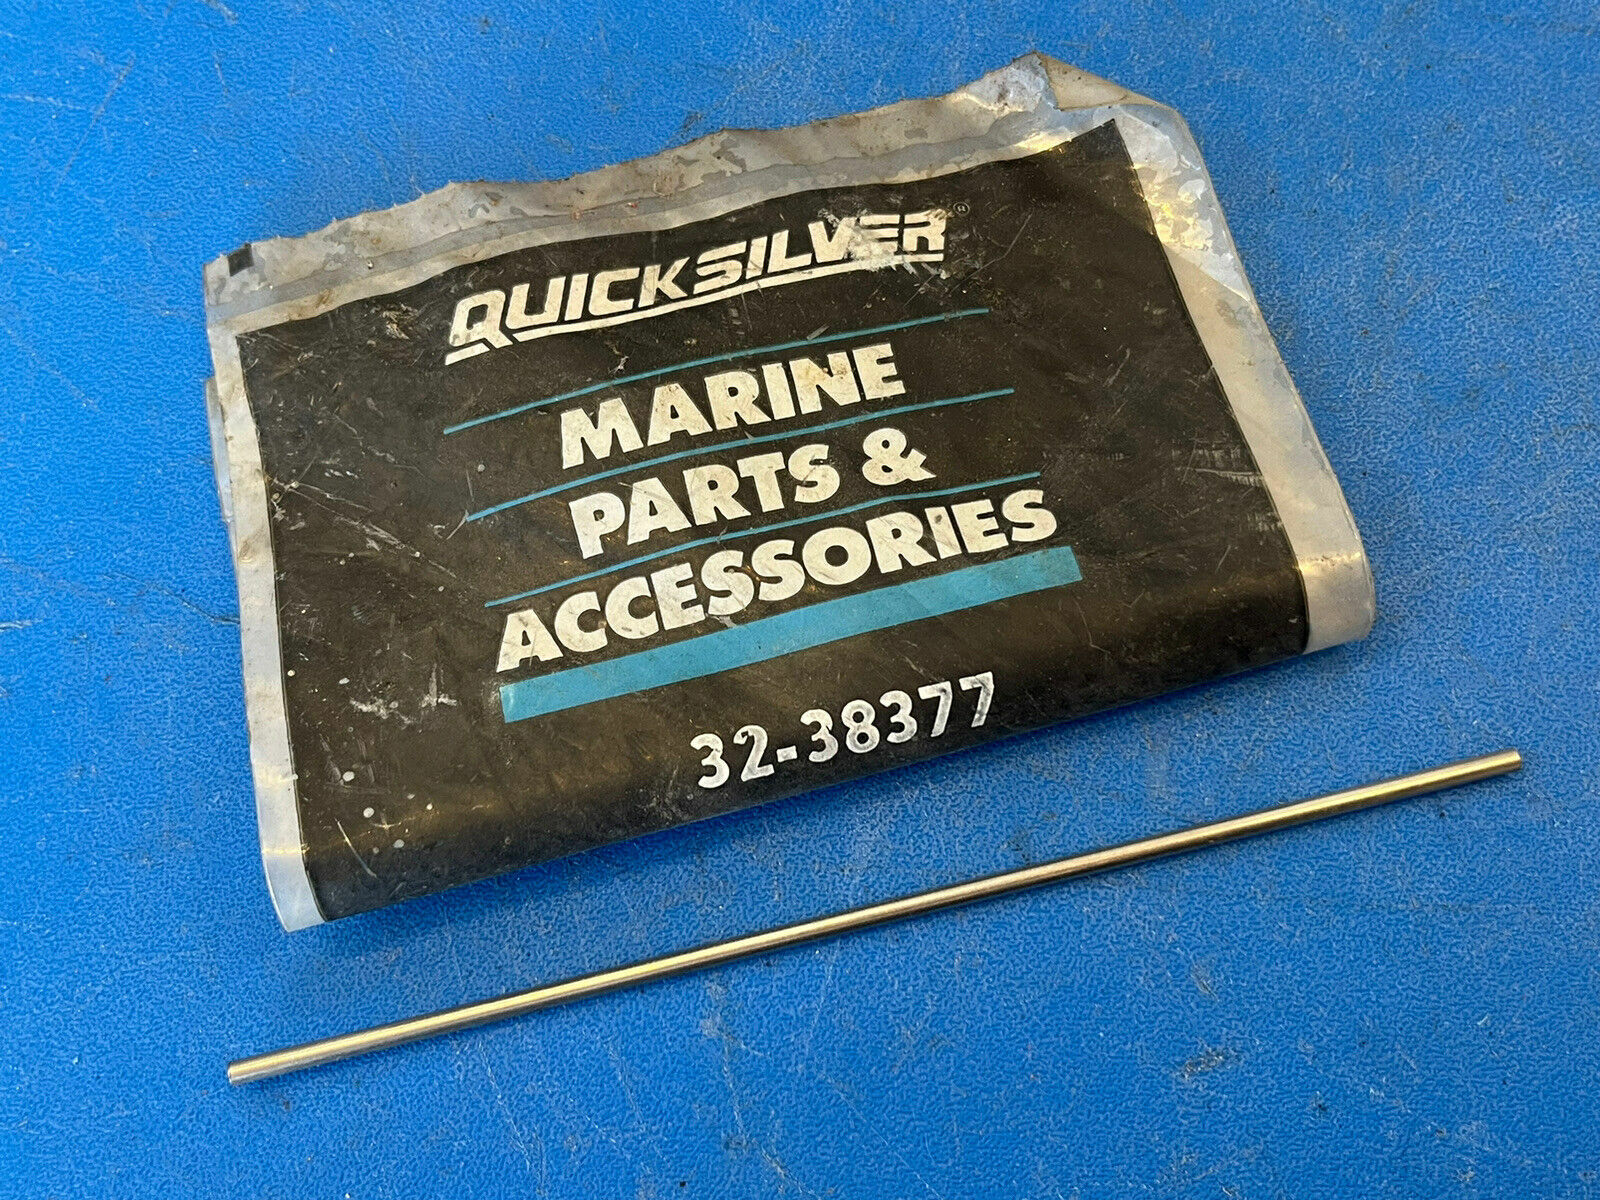 QUICKSILVER®
MARINE
PARTS &
ACCESSORIES
32-38377